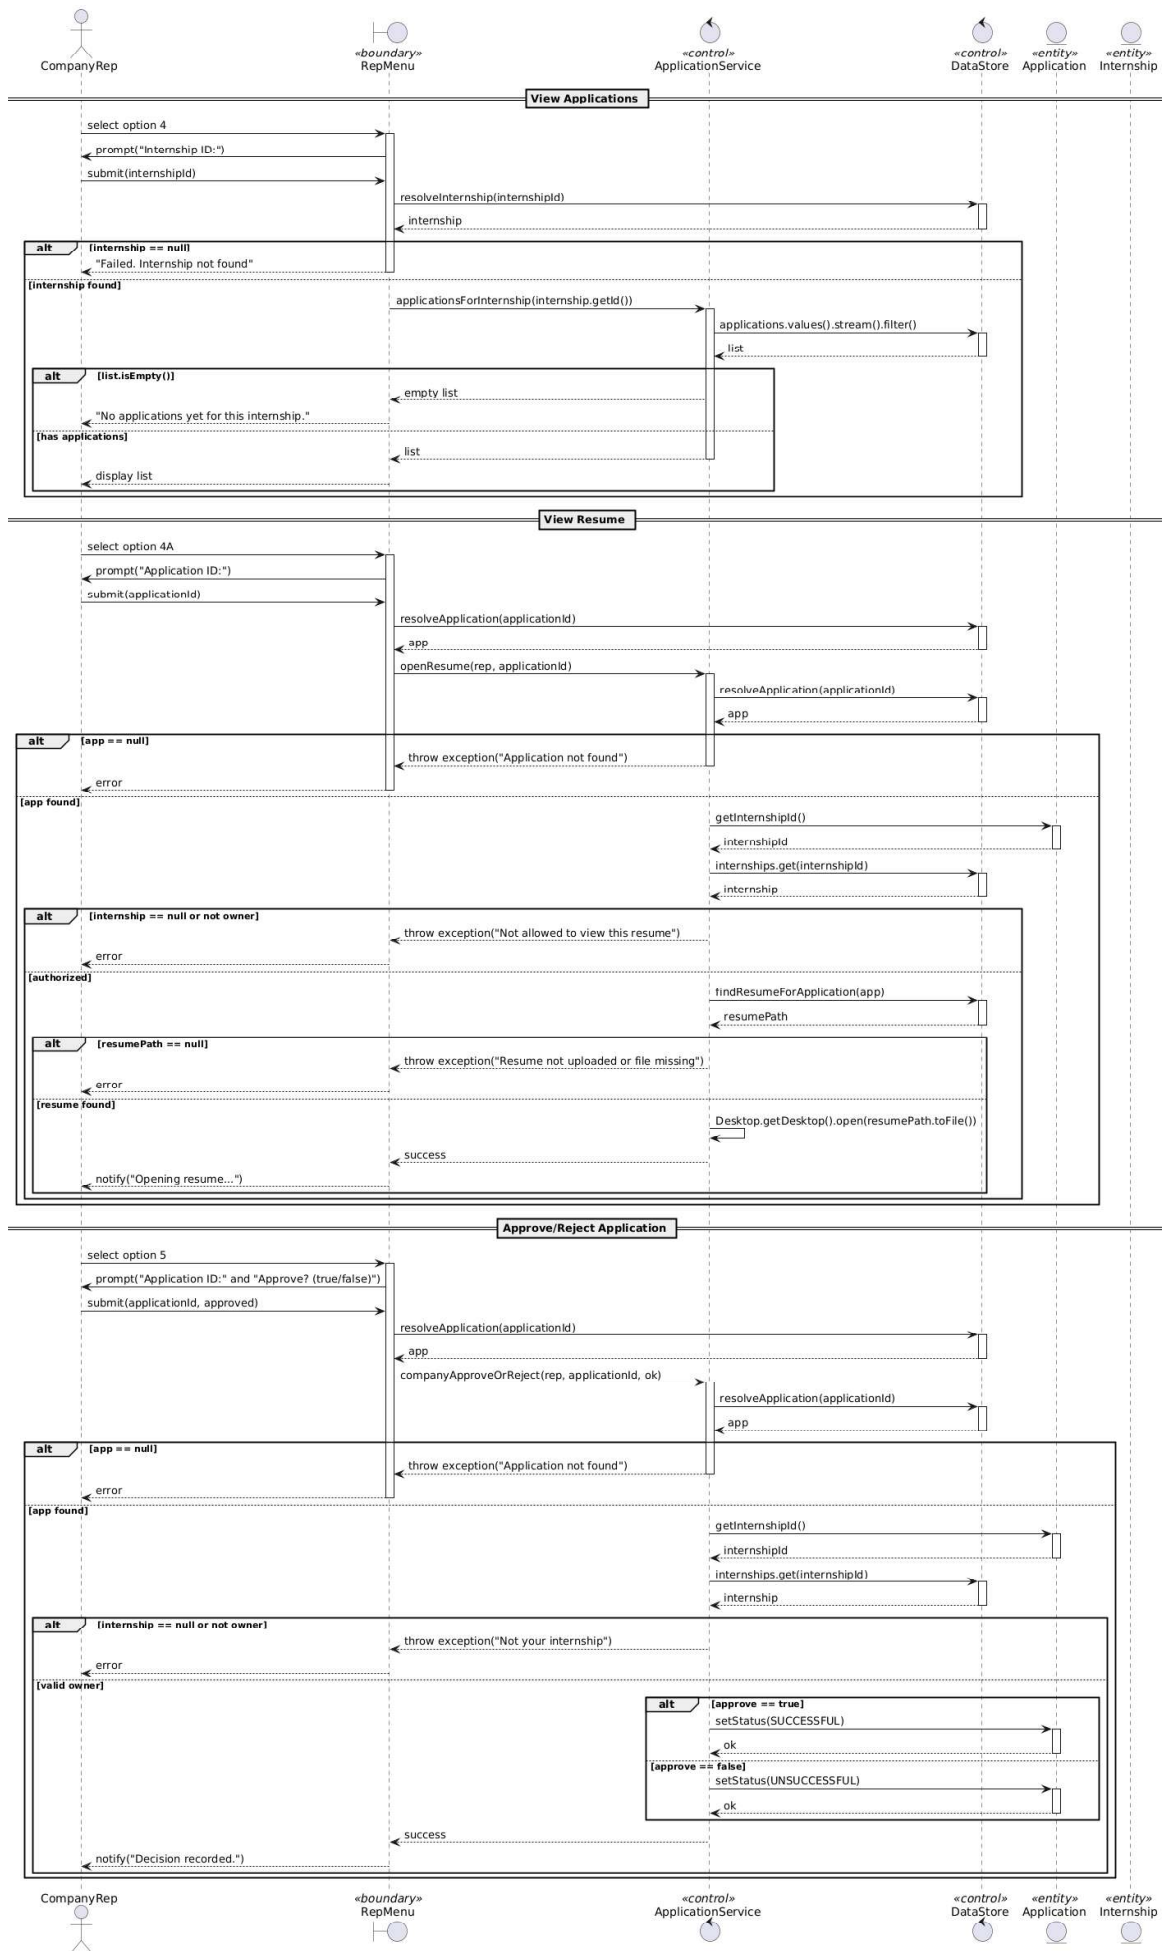 «boundary» «control» «control» «entity» «entity»
CompanyRep RepMenu ApplicationService DataStore Application Internship
View Applications
select option 4
prompt("Internship ID:")
submit(internshipId)
resolveInternship(internshipId)
internship
alt [internship == null]
"Failed. Internship not found"
[internship found]
applicationsForInternship(internship.getId())
applications.values().stream().filter()
list
alt [list.isEmpty()]
empty list
"No applications yet for this internship."
[has applications]
list
display list
View Resume
select option 4A
prompt("Application ID:")
submit(applicationId)
resolveApplication(applicationId)
app
openResume(rep, applicationId)
resolveApplication(applicationId)
app
alt [app == null]
throw exception("Application not found")
error
[app found]
getInternshipId()
internshipId
internships.get(internshipId)
internship
alt [internship == null or not owner]
throw exception("Not allowed to view this resume")
error
[authorized]
findResumeForApplication(app)
resumePath
alt [resumePath == null]
throw exception("Resume not uploaded or file missing")
error
[resume found]
Desktop.getDesktop().open(resumePath.toFile())
success
notify("Opening resume...")
Approve/Reject Application
select option 5
prompt("Application ID:" and "Approve? (true/false)")
submit(applicationId, approved)
resolveApplication(applicationId)
app
companyApproveOrReject(rep, applicationId, ok)
resolveApplication(applicationId)
app
alt [app == null]
throw exception("Application not found")
error
[app found]
getInternshipId()
internshipId
internships.get(internshipId)
internship
alt [internship == null or not owner]
throw exception("Not your internship")
error
[valid owner]
alt [approve == true]
setStatus(SUCCESSFUL)
ok
[approve == false]
setStatus(UNSUCCESSFUL)
ok
success
notify("Decision recorded.")
CompanyRep «boundary» «control» «control» «entity» «entity»
RepMenu ApplicationService DataStore Application Internship